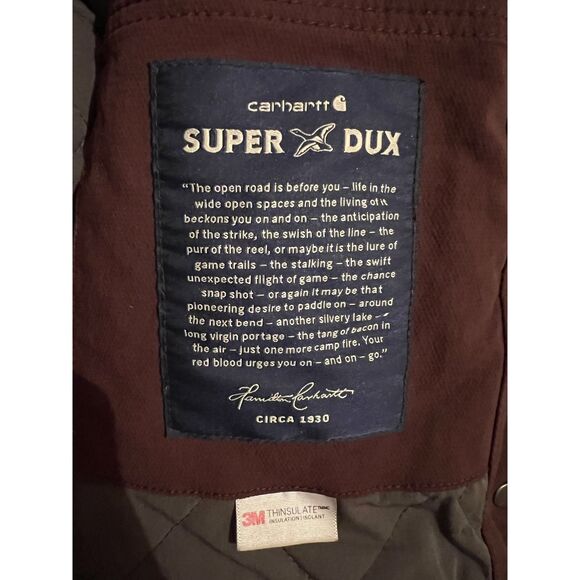 carhartt
SUPER DUX
"The open road is before you – life in the
wide open spaces and the living of it
beckons you on and on – the anticipation
of the strike, the swish of the line – the
purr of the reel, or maybe it is the lure of
game trails – the stalking – the swift
unexpected flight of game – the chance
snap shot – or again it may be that
pioneering desire to paddle on – around
the next bend – another silvery lake – a
long virgin portage – the tang of bacon in
the air – just one more camp fire. Your
red blood urges you on – and on – go."
Hamilton Carhartt
CIRCA 1930
3M THINSULATE
INSULATION | ISOLANT